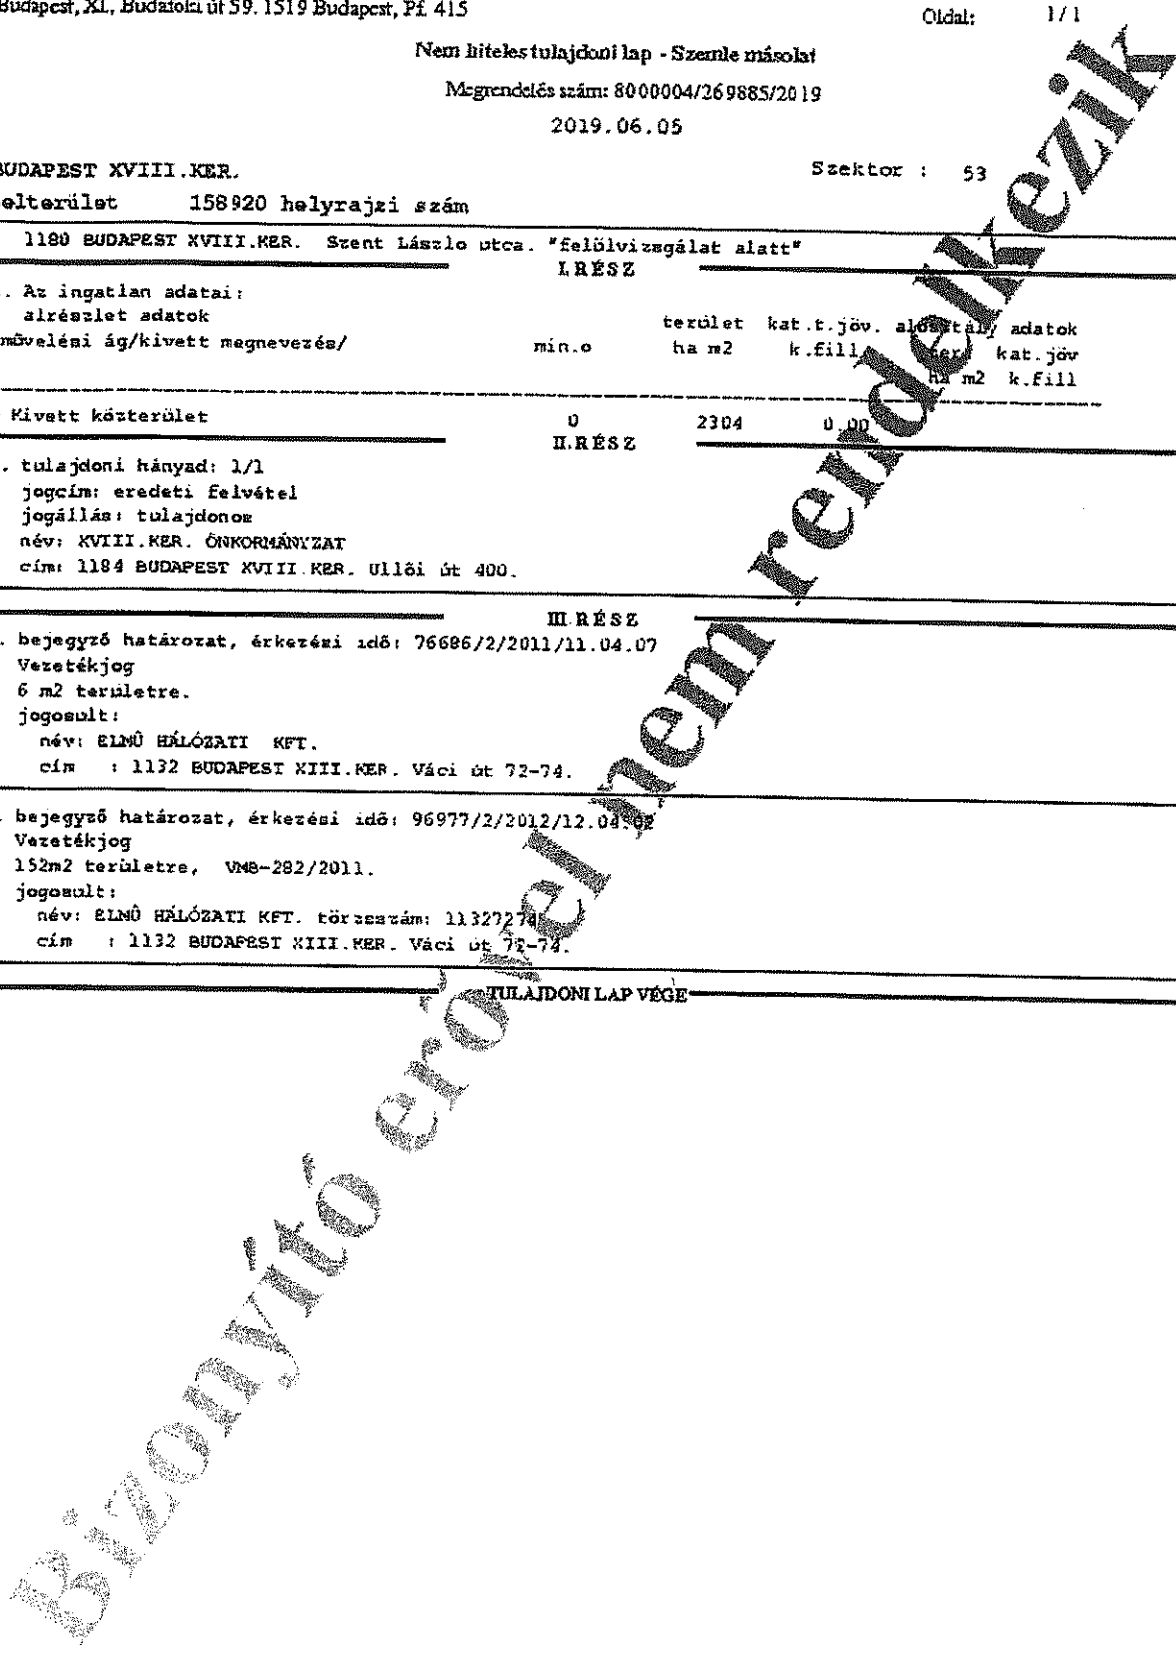 Budapest, XI., Budafoki út 59. 1519 Budapest, Pf. 415
Oldal: 1/1
Nem hiteles tulajdoni lap - Szemle másolat
Megrendelés szám: 8000004/269885/2019
2019.06.05
BUDAPEST XVIII.KER.
Szektor : 53
elterület 158920 helyrajzi szám
1180 BUDAPEST XVIII.KER. Szent Lászlo utca. "felülvizsgálat alatt"
I.RÉSZ
. Az ingatlan adatai:
alrészlet adatok
terület kat.t.jöv. alosztály adatok
művelési ág/kivett megnevezés/ min.o ha m2 k.fill ter. kat.jöv
ha m2 k.fill
Kivett közterület 0 2304 0.00
II.RÉSZ
. tulajdoni hányad: 1/1
jogcím: eredeti felvétel
jogállás: tulajdonos
név: XVIII.KER. ÖNKORMÁNYZAT
cím: 1184 BUDAPEST XVIII.KER. Ullői út 400.
III.RÉSZ
. bejegyző határozat, érkezési idő: 76686/2/2011/11.04.07
Vezetékjog
6 m2 területre.
jogosult:
név: ELMÛ HÁLÓZATI KFT.
cím : 1132 BUDAPEST XIII.KER. Váci út 72-74.
. bejegyző határozat, érkezési idő: 96977/2/2012/12.04.02
Vezetékjog
152m2 területre, VMB-282/2011.
jogosult:
név: ELMÛ HÁLÓZATI KFT. törzsszám: 11327274
cím : 1132 BUDAPEST XIII.KER. Váci út 72-74.
TULAJDONI LAP VÉGE
Bizonyító erővel nem rendelkezik